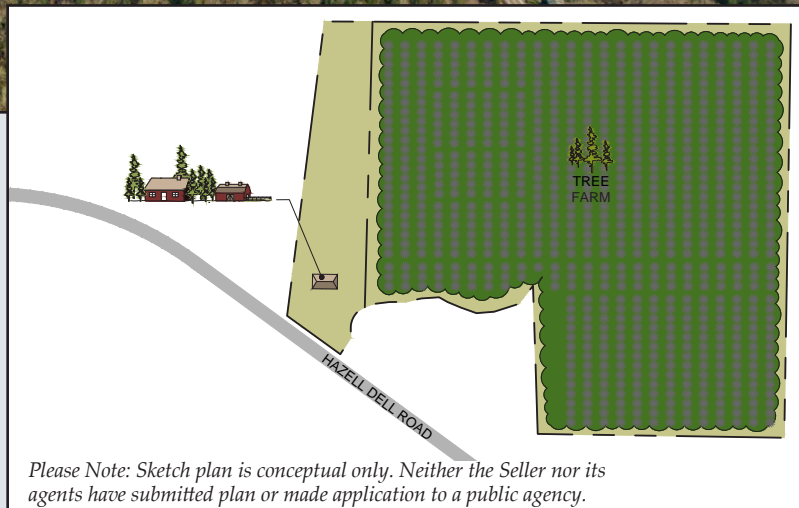 TREE
FARM
HAZELL DELL ROAD
Please Note: Sketch plan is conceptual only. Neither the Seller nor its
agents have submitted plan or made application to a public agency.